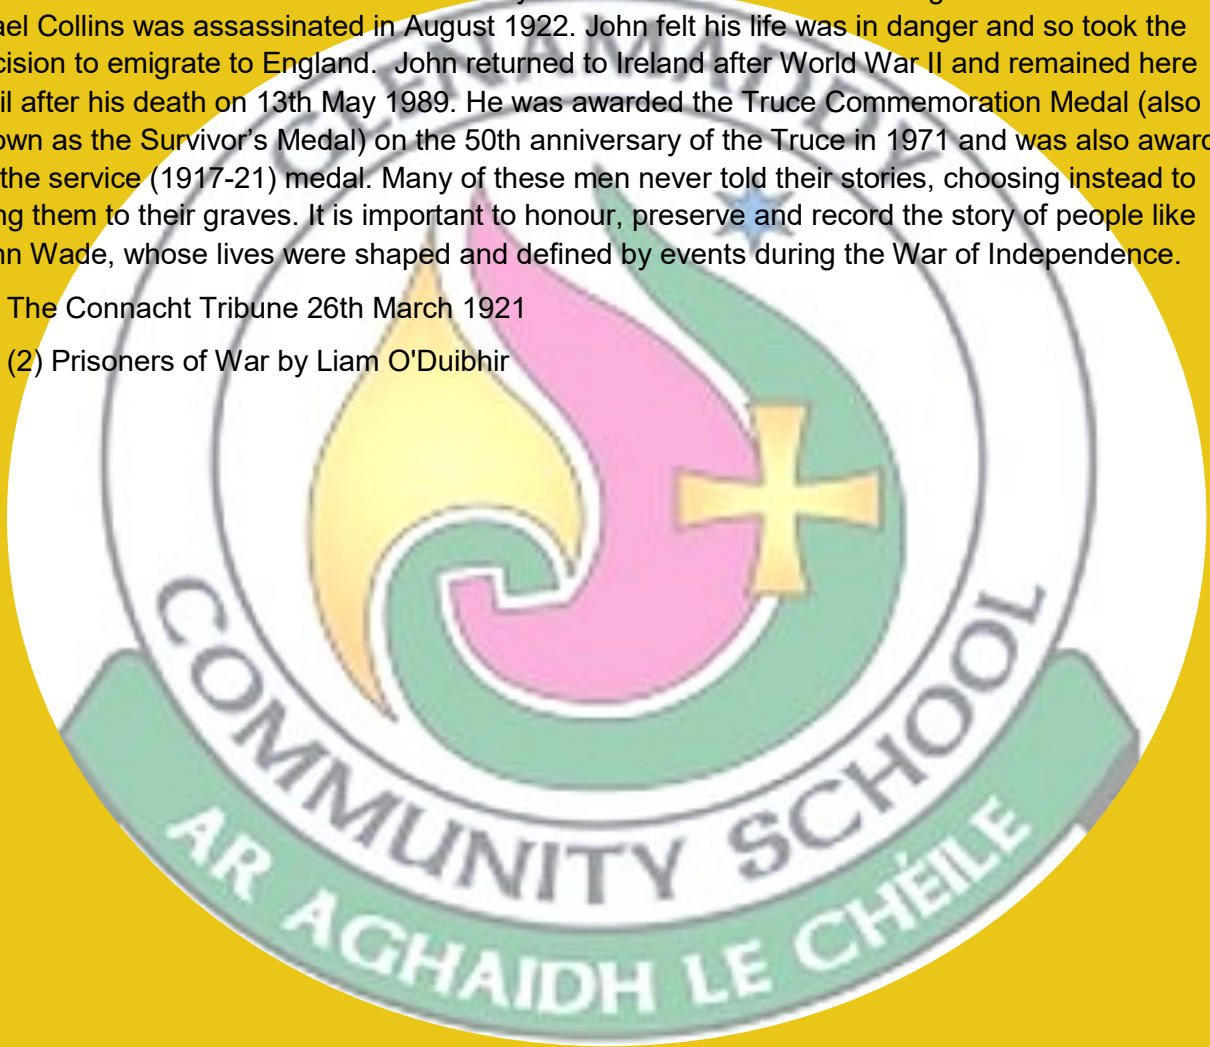 ael Collins was assassinated in August 1922. John felt his life was in danger and so took the
cision to emigrate to England. John returned to Ireland after World War II and remained here
il after his death on 13th May 1989. He was awarded the Truce Commemoration Medal (also
own as the Survivor's Medal) on the 50th anniversary of the Truce in 1971 and was also award
the service (1917-21) medal. Many of these men never told their stories, choosing instead to
ng them to their graves. It is important to honour, preserve and record the story of people like
nn Wade, whose lives were shaped and defined by events during the War of Independence.
The Connacht Tribune 26th March 1921
(2) Prisoners of War by Liam O'Duibhir
GLENAMADDY
COMMUNITY SCHOOL
AR AGHAIDH LE CHÉILE